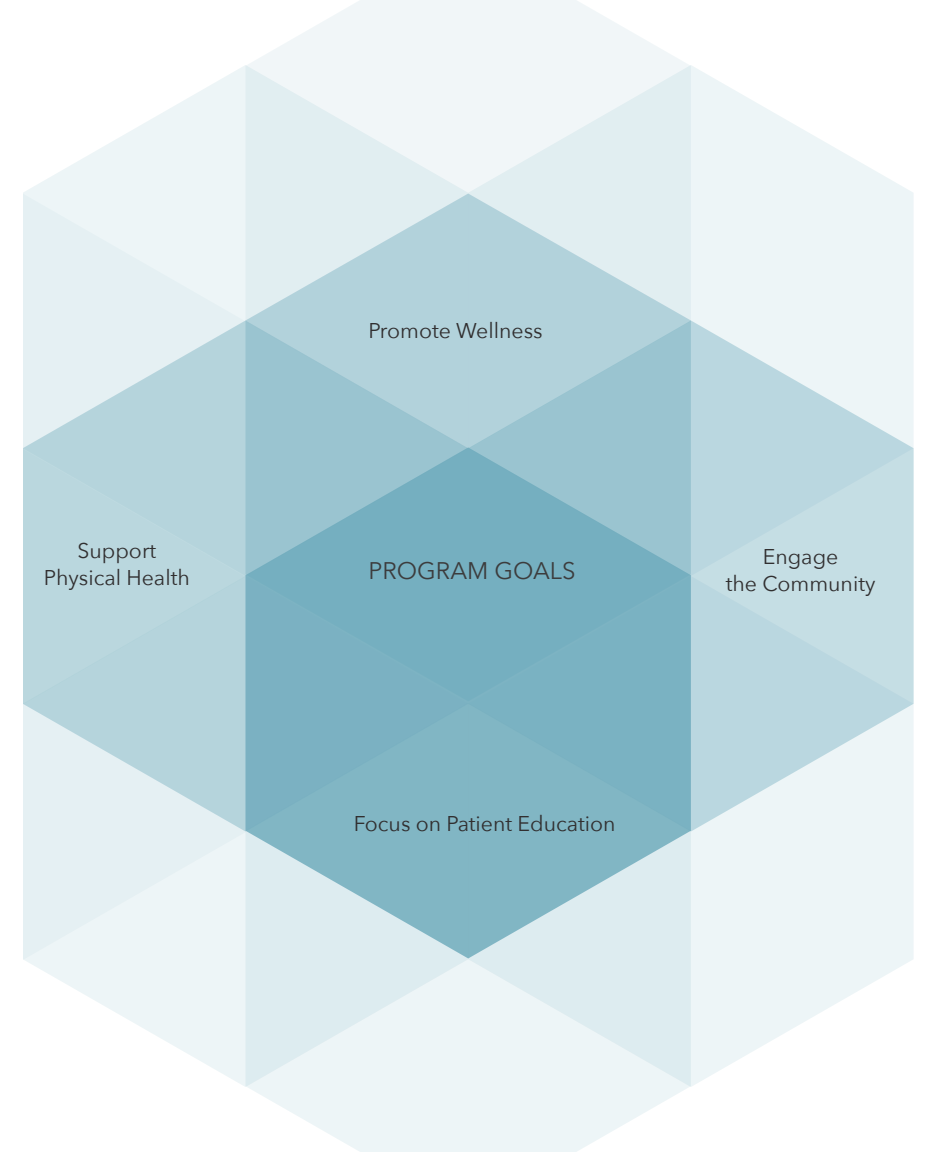 Promote Wellness
Support
Physical Health
PROGRAM GOALS
Engage
the Community
Focus on Patient Education